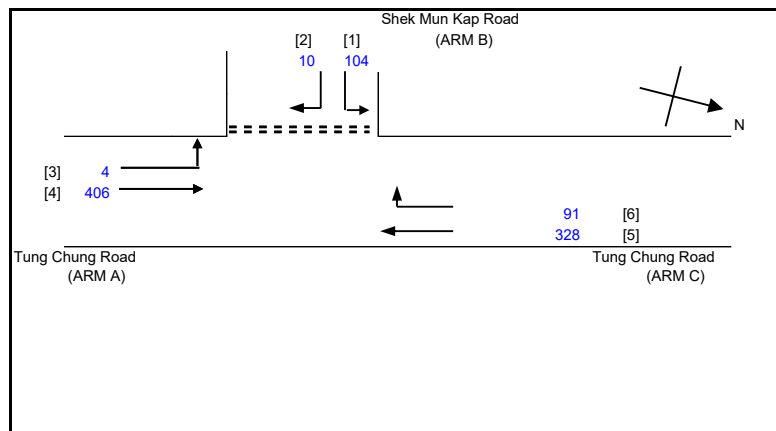 Shek Mun Kap Road
(ARM B)
[2] [1]
10 104
N
[3] 4
[4] 406
91 [6]
328 [5]
Tung Chung Road
(ARM A)
Tung Chung Road
(ARM C)